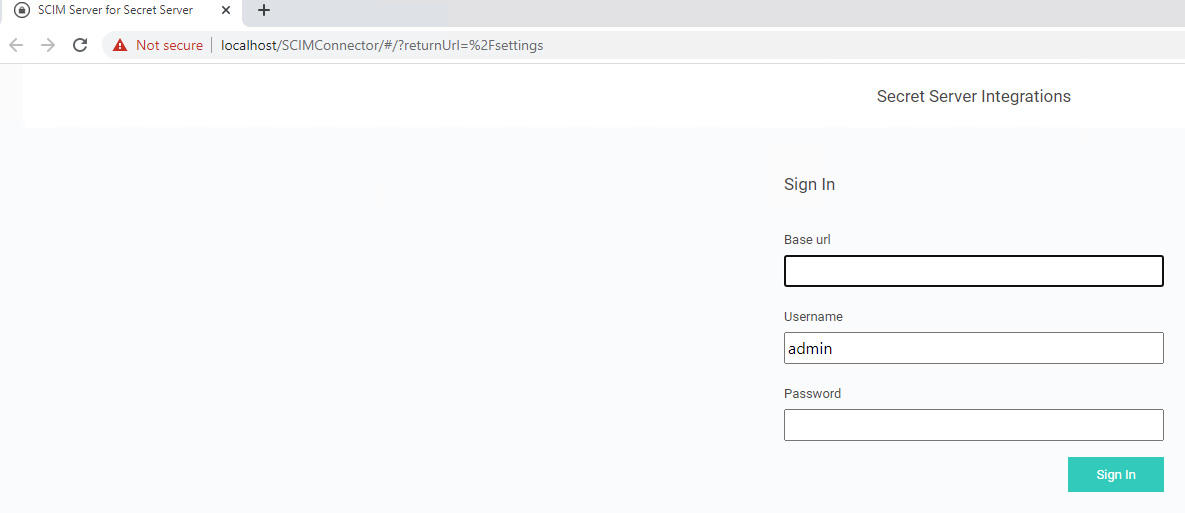 SCIM Server for Secret Server
Not secure localhost/SCIMConnector/#/?returnUrl=%2Fsettings
Secret Server Integrations
Sign In
Base url
Username
admin
Password
Sign In